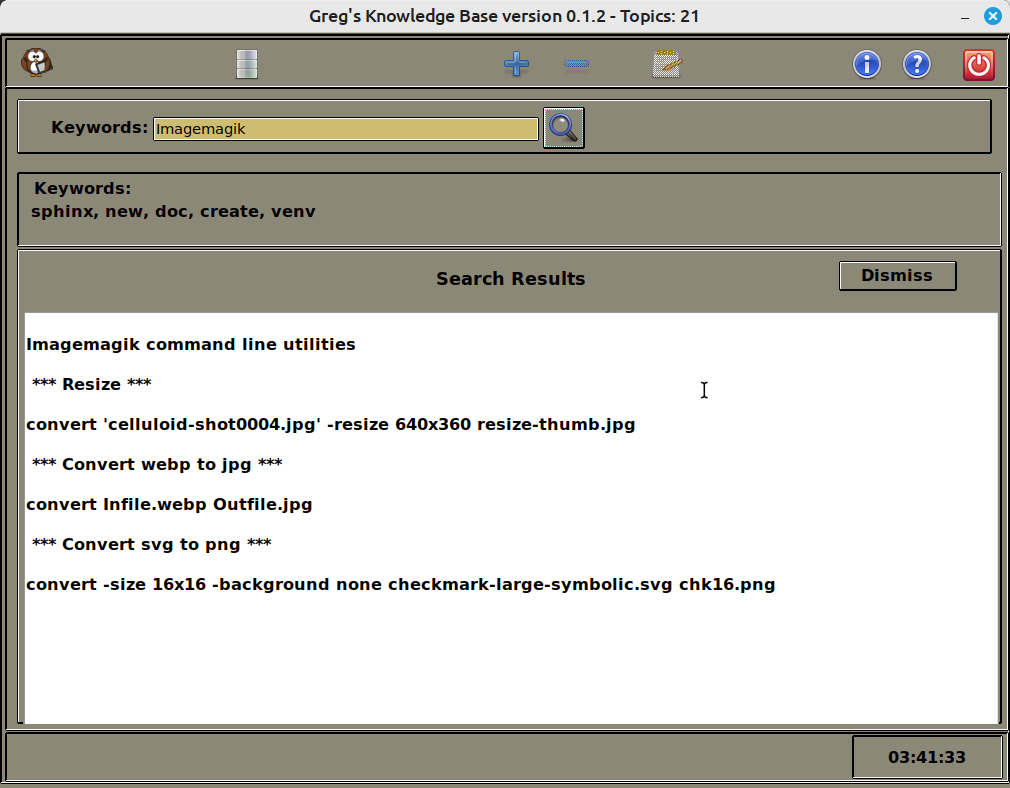 Greg's Knowledge Base version 0.1.2 - Topics: 21
Keywords: Imagemagik
Keywords:
sphinx, new, doc, create, venv
Search Results
Dismiss
Imagemagik command line utilities
*** Resize ***
convert 'celluloid-shot0004.jpg' -resize 640x360 resize-thumb.jpg
*** Convert webp to jpg ***
convert Infile.webp Outfile.jpg
*** Convert svg to png ***
convert -size 16x16 -background none checkmark-large-symbolic.svg chk16.png
03:41:33